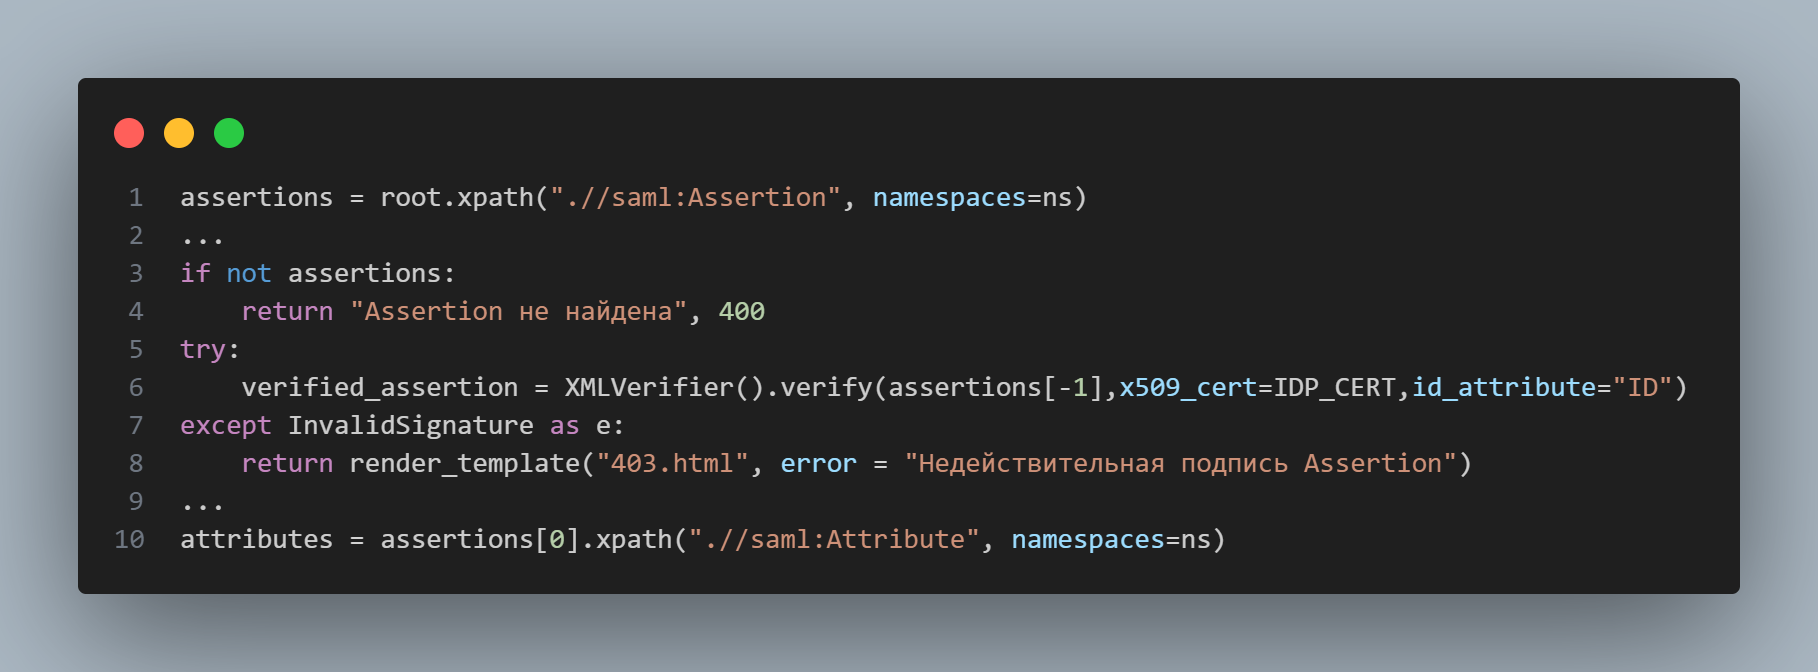 1 assertions = root.xpath(".//saml:Assertion", namespaces=ns)
2 ...
3 if not assertions:
4     return "Assertion не найдена", 400
5 try:
6     verified_assertion = XMLVerifier().verify(assertions[-1],x509_cert=IDP_CERT,id_attribute="ID")
7 except InvalidSignature as e:
8     return render_template("403.html", error = "Недействительная подпись Assertion")
9 ...
10 attributes = assertions[0].xpath(".//saml:Attribute", namespaces=ns)